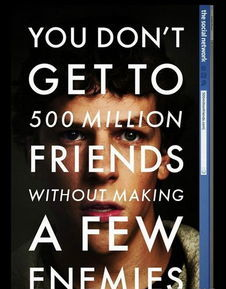 YOU DON'T
GET TO
500 MILLION
FRIENDS
WITHOUT MAKING
A FEW
ENEMIES
the social network